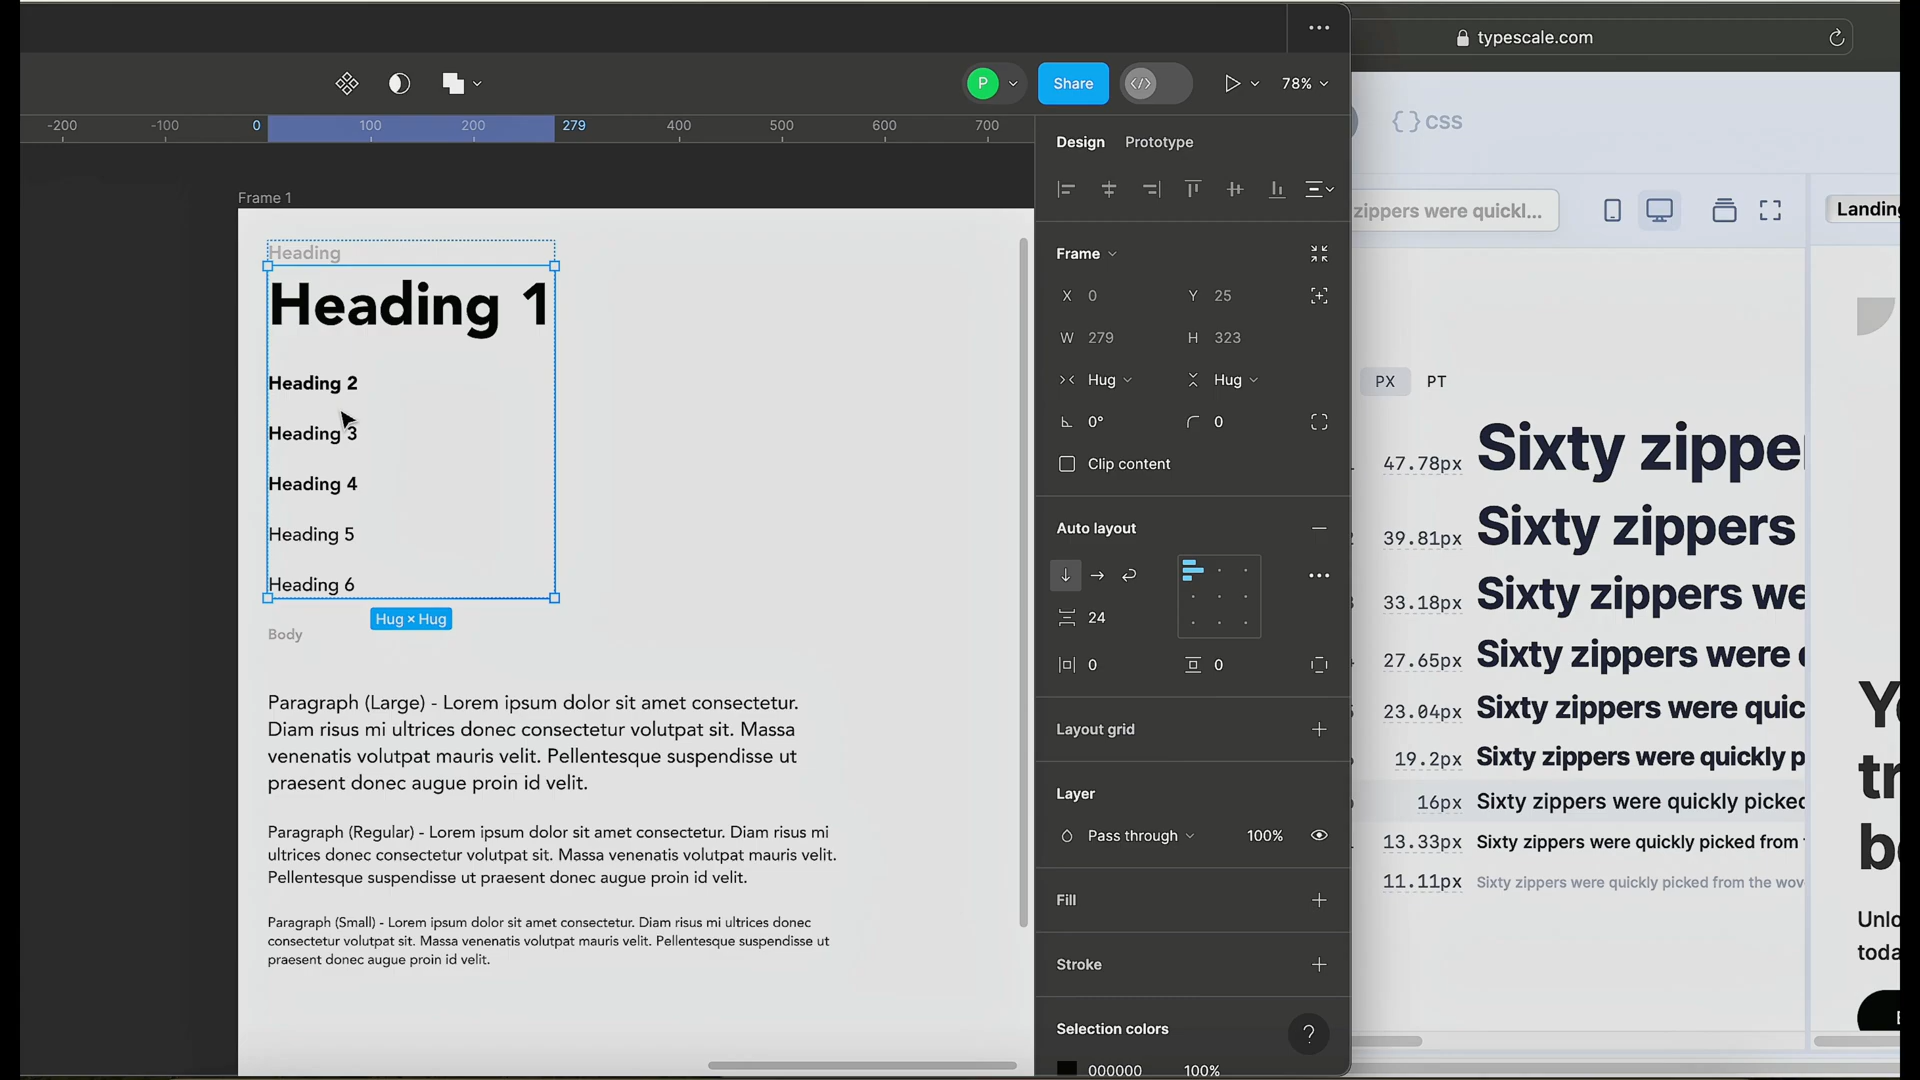 typescale.com
P
Share
78%
-200
-100
0
100
200
279
400
500
600
700
Design
Prototype
CSS
Frame 1
zippers were quickl...
Landing
Heading
Heading 1
Heading 2
Heading 3
Heading 4
Heading 5
Heading 6
Hug × Hug
Body
Paragraph (Large) - Lorem ipsum dolor sit amet consectetur.
Diam risus mi ultrices donec consectetur volutpat sit. Massa
venenatis volutpat mauris velit. Pellentesque suspendisse ut
praesent donec augue proin id velit.
Paragraph (Regular) - Lorem ipsum dolor sit amet consectetur. Diam risus mi
ultrices donec consectetur volutpat sit. Massa venenatis volutpat mauris velit.
Pellentesque suspendisse ut praesent donec augue proin id velit.
Paragraph (Small) - Lorem ipsum dolor sit amet consectetur. Diam risus mi ultrices donec
consectetur volutpat sit. Massa venenatis volutpat mauris velit. Pellentesque suspendisse ut
praesent donec augue proin id velit.
Frame
X 0
Y 25
W 279
H 323
Hug
Hug
0°
0
Clip content
Auto layout
24
0
0
Layout grid
Layer
Pass through
100%
Fill
Stroke
Selection colors
?
000000
100%
PX
PT
47.78px Sixty zippe
39.81px Sixty zippers
33.18px Sixty zippers we
27.65px Sixty zippers were
23.04px Sixty zippers were quic
19.2px Sixty zippers were quickly p
16px Sixty zippers were quickly picked
13.33px Sixty zippers were quickly picked from
11.11px Sixty zippers were quickly picked from the wov
Unlo
toda